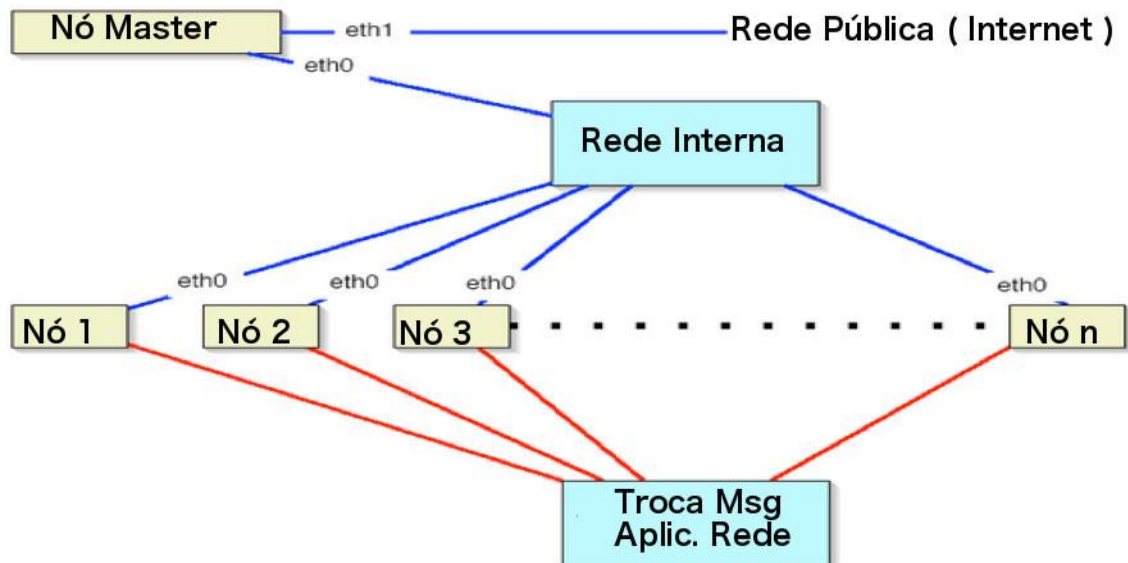 Nó Master
eth1
Rede Pública ( Internet )
eth0
Rede Interna
eth0
eth0
eth0
eth0
Nó 1
Nó 2
Nó 3
Nó n
Troca Msg
Aplic. Rede